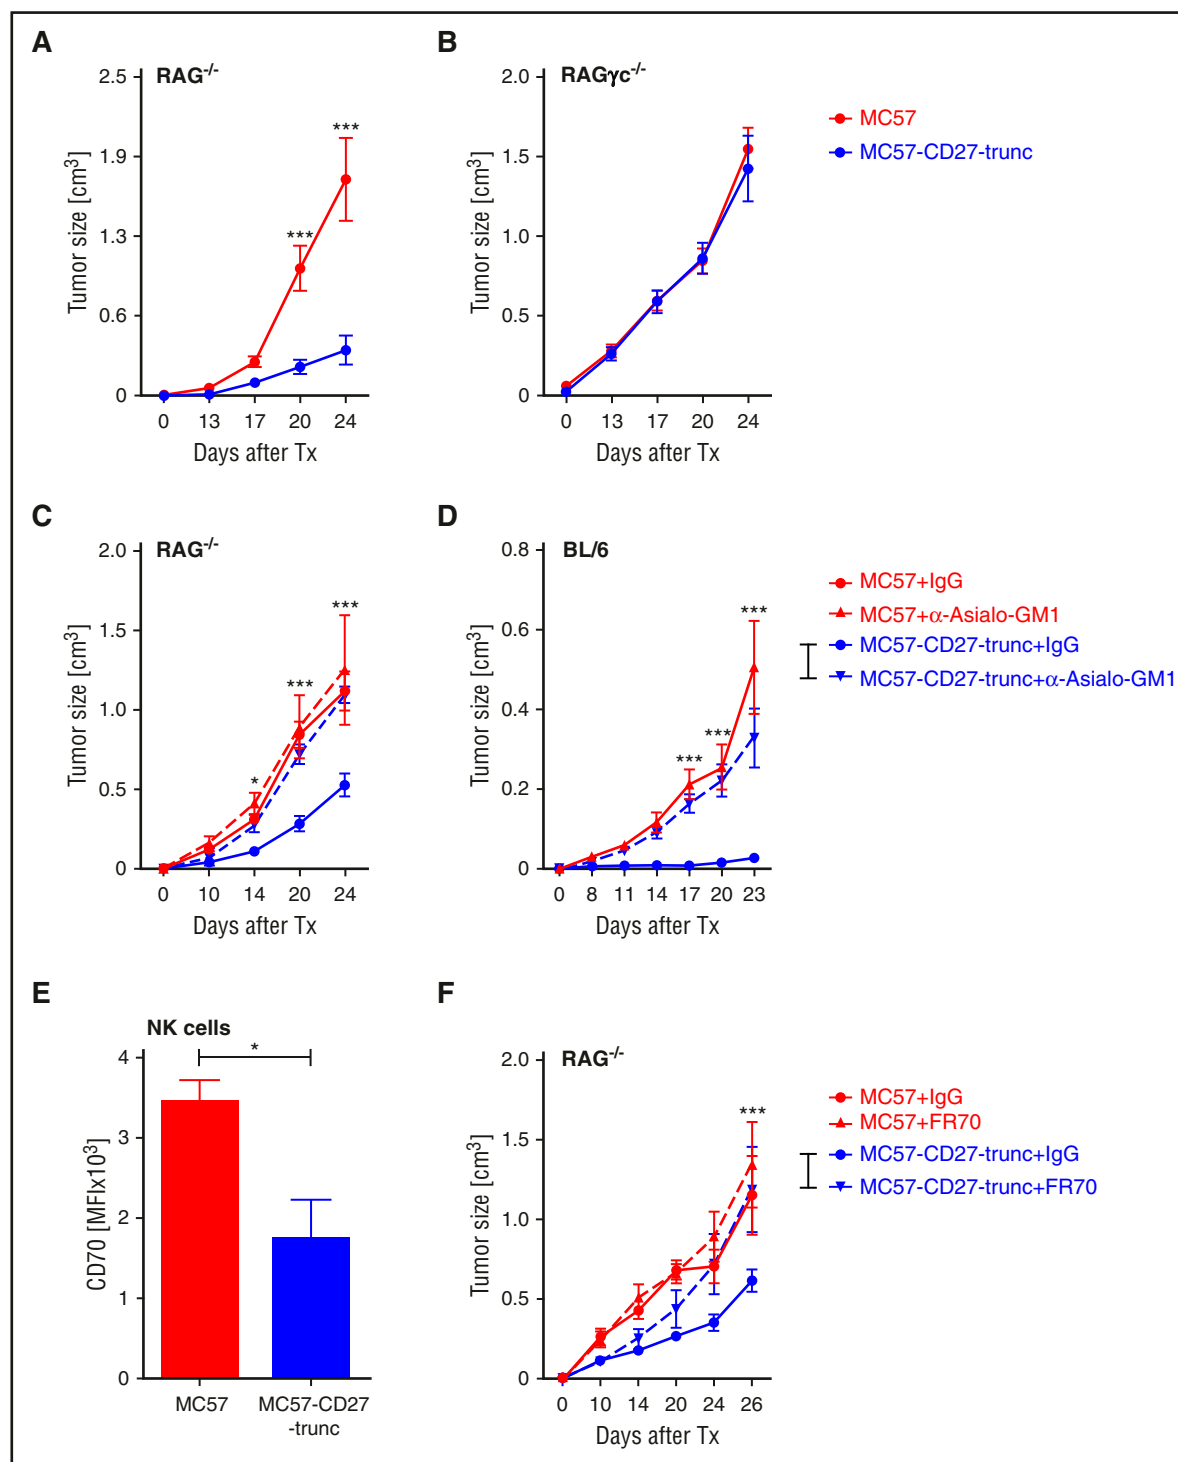 A
RAG-/-
2.5
1.9
1.3
0.6
0
Tumor size [cm3]
***
***
0 13 17 20 24
Days after Tx
B
RAGγc-/-
2.0
1.5
1.0
0.5
0
Tumor size [cm3]
0 13 17 20 24
Days after Tx
MC57
MC57-CD27-trunc
C
RAG-/-
2.0
1.5
1.0
0.5
0
Tumor size [cm3]
*
***
***
0 10 14 20 24
Days after Tx
D
BL/6
0.8
0.6
0.4
0.2
0
Tumor size [cm3]
***
***
***
0 8 11 14 17 20 23
Days after Tx
MC57+IgG
MC57+α-Asialo-GM1
MC57-CD27-trunc+IgG
MC57-CD27-trunc+α-Asialo-GM1
E
NK cells
*
4
3
2
1
0
CD70 [MFIx103]
MC57
MC57-CD27
-trunc
F
RAG-/-
2.0
1.5
1.0
0.5
0
Tumor size [cm3]
***
0 10 14 20 24 26
Days after Tx
MC57+IgG
MC57+FR70
MC57-CD27-trunc+IgG
MC57-CD27-trunc+FR70